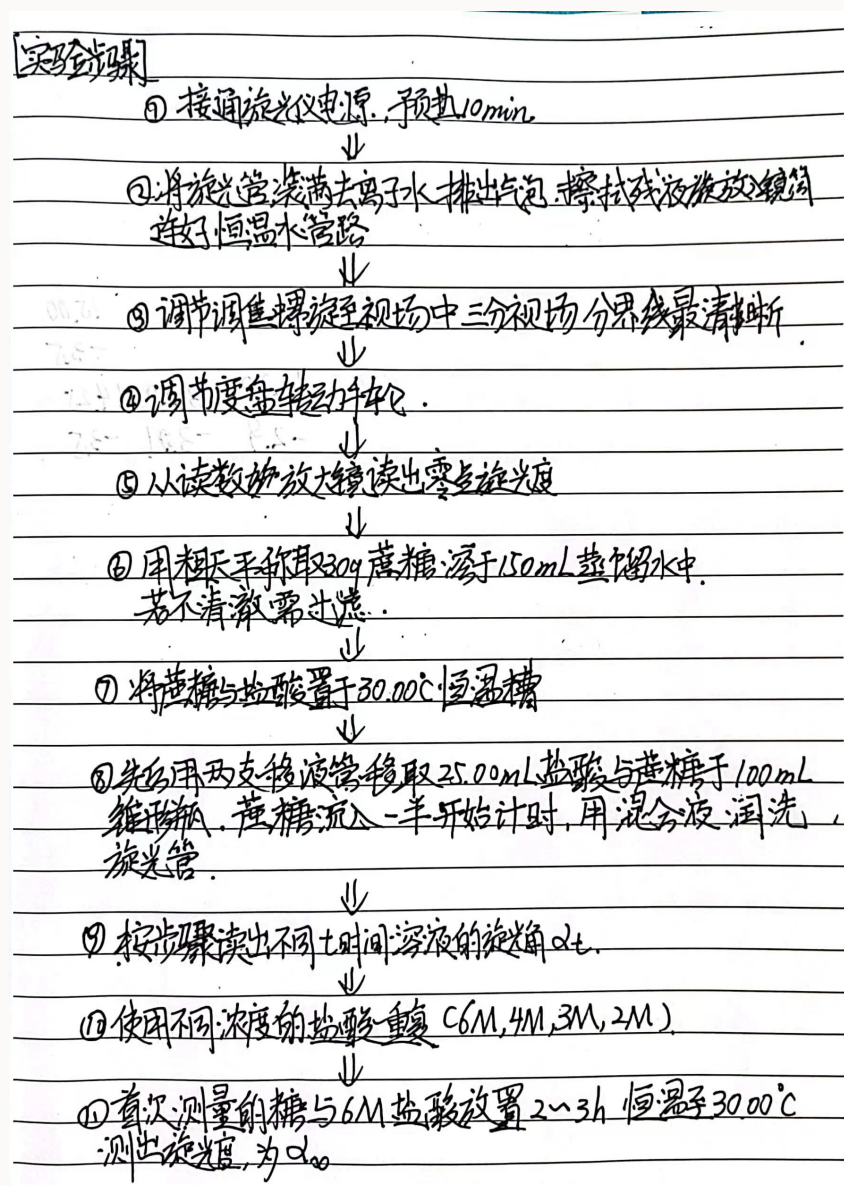 [实验步骤]
① 接通旋光仪电源，预热10min.
⇓
②将旋光管装满去离子水 排出气泡.擦拭残液后放入镜筒
连好恒温水管路
⇓
③调节调焦螺旋至视场中三分视场分界线最清晰.
⇓
④调节度盘转动手轮.
⇓
⑤从读数放大镜读出零点旋光度
⇓
⑥ 用粗天平称取30g蔗糖溶于150mL蒸馏水中.
若不清澈需过滤.
⇓
⑦ 将蔗糖与盐酸置于30.00℃恒温槽
⇓
⑧先后用两支移液管移取25.00mL盐酸与蔗糖于100mL
锥形瓶.蔗糖流入一半开始计时,用混合液润洗
旋光管.
⇓
⑨ 按步骤读出不同t时间溶液的旋光角αt.
⇓
⑩使用不同浓度的盐酸重复(6M,4M,3M,2M).
⇓
⑪首次测量的糖与6M盐酸放置2~3h 恒温至30.00℃
测出旋光度,为α∞